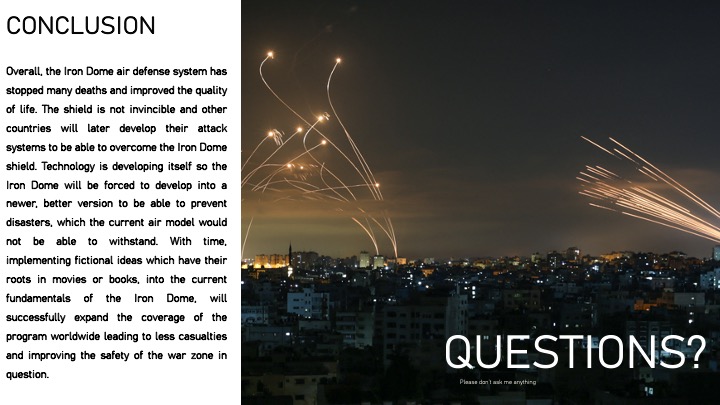 CONCLUSION
Overall, the Iron Dome air defense system has
stopped many deaths and improved the quality
of life. The shield is not invincible and other
countries will later develop their attack
systems to be able to overcome the Iron Dome
shield. Technology is developing itself so the
Iron Dome will be forced to develop into a
newer, better version to be able to prevent
disasters, which the current air model would
not be able to withstand. With time,
implementing fictional ideas which have their
roots in movies or books, into the current
fundamentals of the Iron Dome, will
successfully expand the coverage of the
program worldwide leading to less casualties
and improving the safety of the war zone in
question.
QUESTIONS?
Please don't ask me anything